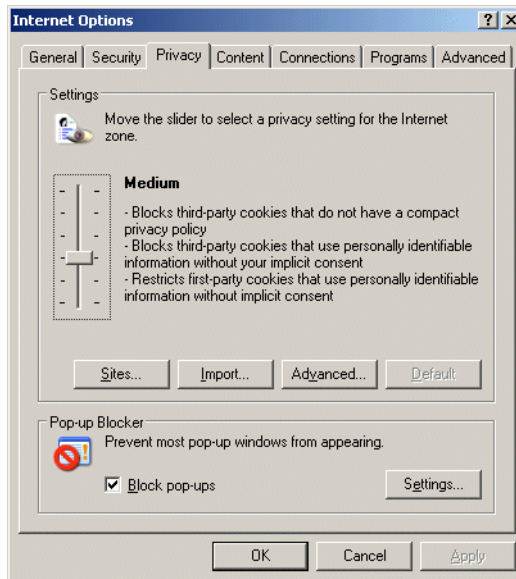 Internet Options
General Security Privacy Content Connections Programs Advanced
Settings
Move the slider to select a privacy setting for the Internet
zone.
Medium
- Blocks third-party cookies that do not have a compact
privacy policy
- Blocks third-party cookies that use personally identifiable
information without your implicit consent
- Restricts first-party cookies that use personally identifiable
information without implicit consent
Sites... Import... Advanced... Default
Pop-up Blocker
Prevent most pop-up windows from appearing.
Block pop-ups Settings...
OK Cancel Apply